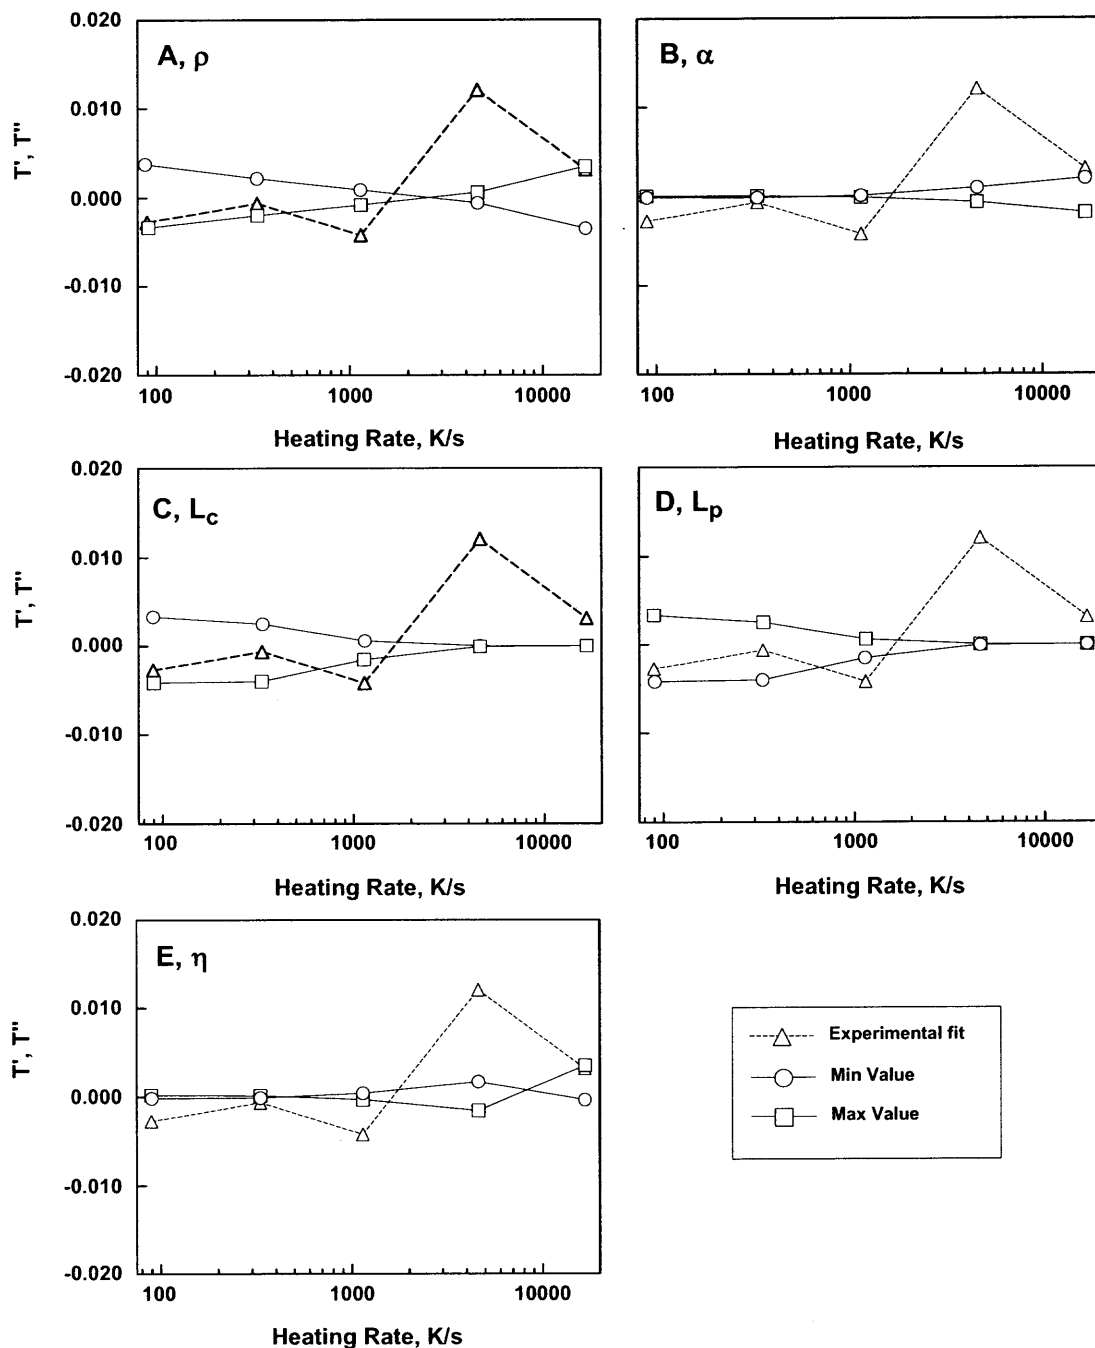 A, ρ
B, α
T', T"
0.020
0.010
0.000
-0.010
-0.020
100 1000 10000
100 1000 10000
Heating Rate, K/s
Heating Rate, K/s
C, Lc
D, Lp
T', T"
0.020
0.010
0.000
-0.010
-0.020
100 1000 10000
100 1000 10000
Heating Rate, K/s
Heating Rate, K/s
E, η
T', T"
0.020
0.010
0.000
-0.010
-0.020
100 1000 10000
Heating Rate, K/s
Experimental fit
Min Value
Max Value